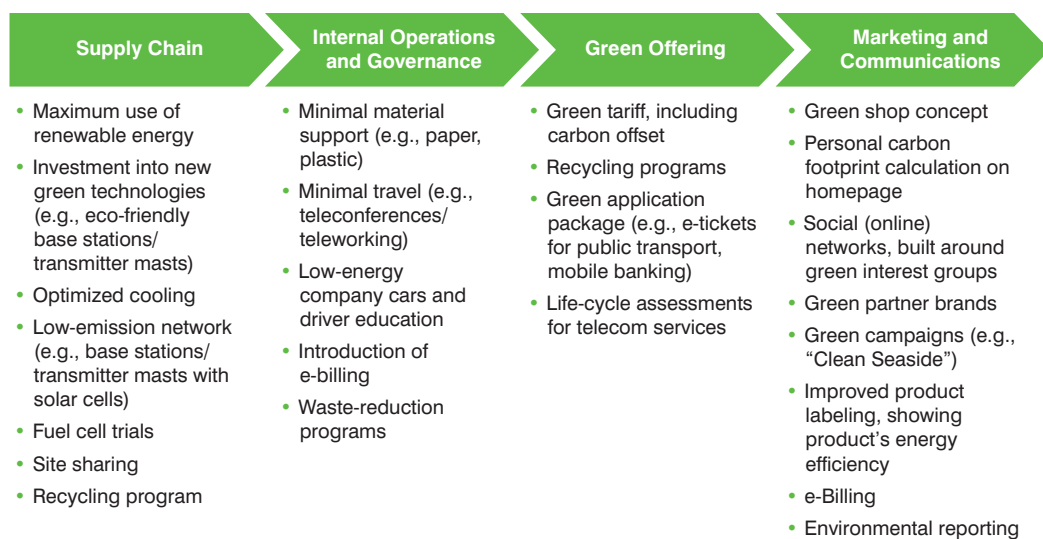 Supply Chain
Internal Operations
and Governance
Green Offering
Marketing and
Communications
• Maximum use of
renewable energy
• Investment into new
green technologies
(e.g., eco-friendly
base stations/
transmitter masts)
• Optimized cooling
• Low-emission network
(e.g., base stations/
transmitter masts with
solar cells)
• Fuel cell trials
• Site sharing
• Recycling program
• Minimal material
support (e.g., paper,
plastic)
• Minimal travel (e.g.,
teleconferences/
teleworking)
• Low-energy
company cars and
driver education
• Introduction of
e-billing
• Waste-reduction
programs
• Green tariff, including
carbon offset
• Recycling programs
• Green application
package (e.g., e-tickets
for public transport,
mobile banking)
• Life-cycle assessments
for telecom services
• Green shop concept
• Personal carbon
footprint calculation on
homepage
• Social (online)
networks, built around
green interest groups
• Green partner brands
• Green campaigns (e.g.,
“Clean Seaside”)
• Improved product
labeling, showing
product’s energy
efficiency
• e-Billing
• Environmental reporting